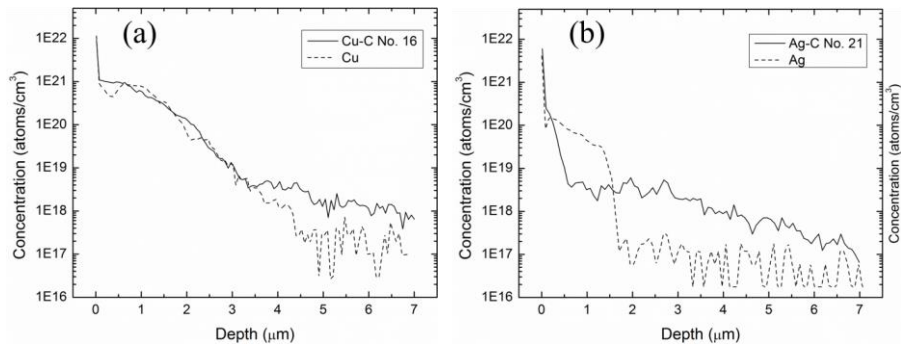 (a)
Cu-C No. 16
Cu
Concentration (atoms/cm³)
1E22
1E21
1E20
1E19
1E18
1E17
1E16
0 1 2 3 4 5 6 7
Depth (μm)
(b)
Ag-C No. 21
Ag
Concentration (atoms/cm³)
1E22
1E21
1E20
1E19
1E18
1E17
1E16
0 1 2 3 4 5 6 7
Depth (μm)
Concentration (atoms/cm³)